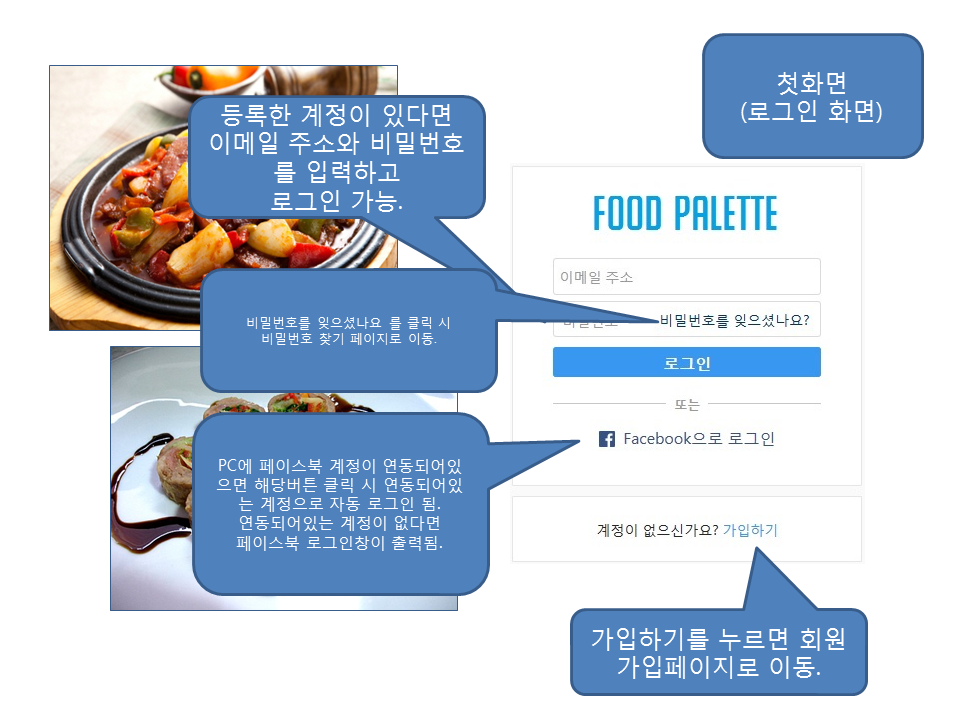 첫화면
(로그인 화면)
등록한 계정이 있다면
이메일 주소와 비밀번호
를 입력하고
로그인 가능.
FOOD PALETTE
이메일 주소
비밀번호를 잊으셨나요 를 클릭 시
비밀번호 찾기 페이지로 이동.
비밀번호를 잊으셨나요?
로그인
또는
Facebook으로 로그인
PC에 페이스북 계정이 연동되어있
으면 해당버튼 클릭 시 연동되어있
는 계정으로 자동 로그인 됨.
연동되어있는 계정이 없다면
페이스북 로그인창이 출력됨.
계정이 없으신가요? 가입하기
가입하기를 누르면 회원
가입페이지로 이동.